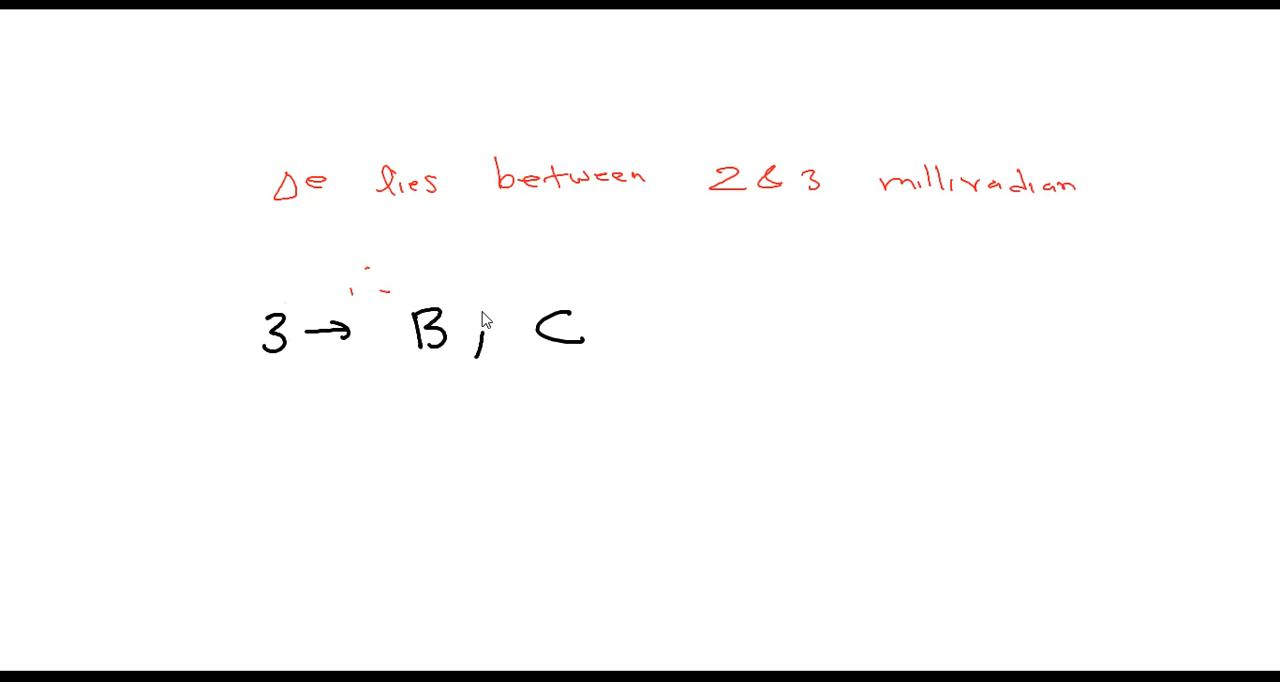 Δe lies between 2 & 3 milliradian
3 → B ; C